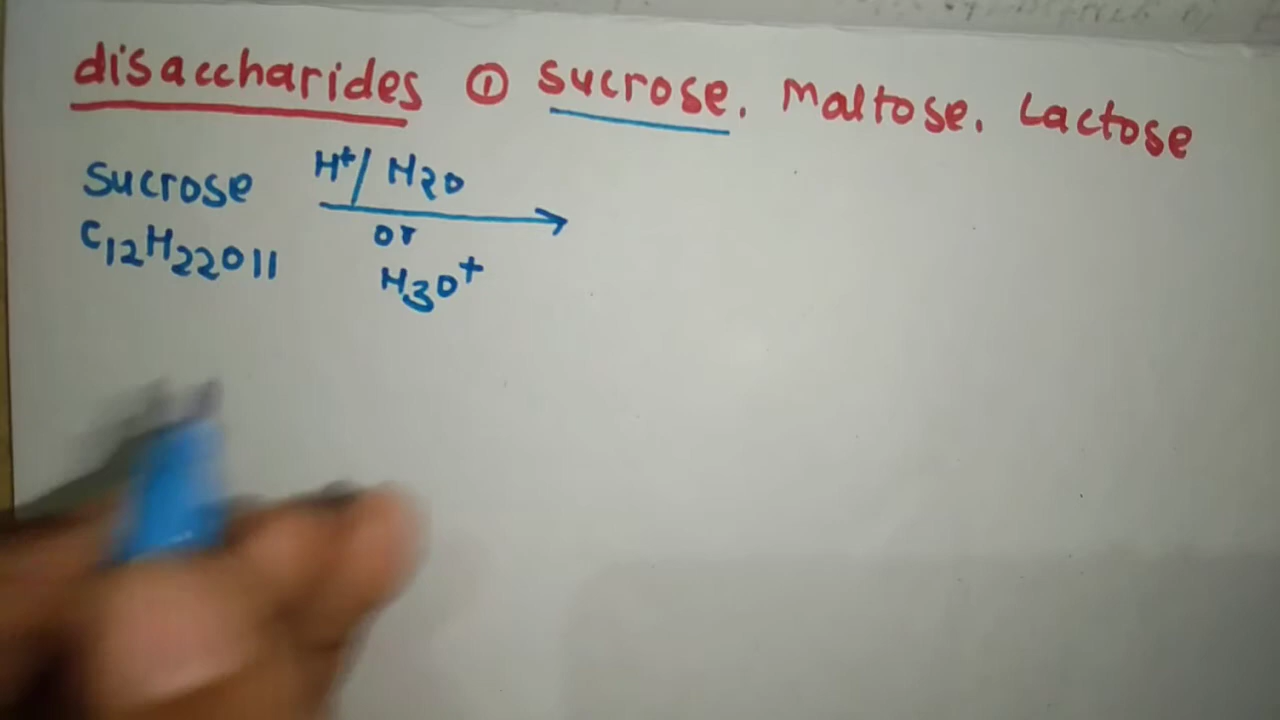 disaccharides ① sucrose. Maltose. Lactose
sucrose H+/ H2O
or
C12H22O11 H3O+